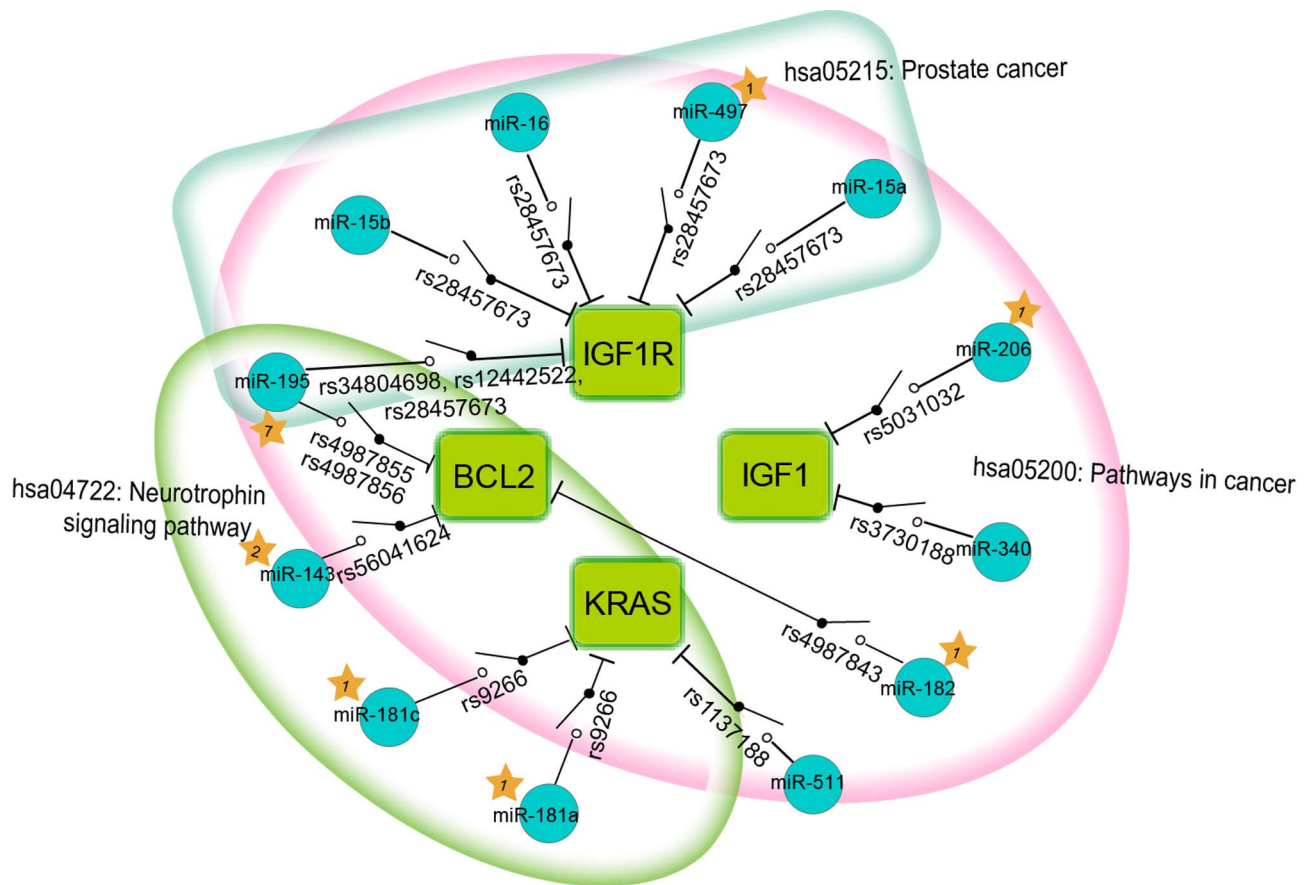 hsa05215: Prostate cancer
1
miR-497
miR-16
rs28457673
rs28457673
miR-15a
rs28457673
miR-15b
rs28457673
1
miR-206
rs5031032
IGF1R
miR-195
rs34804698, rs12442522,
rs28457673
7
rs4987855
rs4987856
BCL2
IGF1
hsa05200: Pathways in cancer
hsa04722: Neurotrophin
signaling pathway
2
miR-143
rs56041624
rs3730188
miR-340
KRAS
rs4987843
1
miR-182
1
miR-181c
rs9266
rs9266
rs1137188
miR-511
1
miR-181a